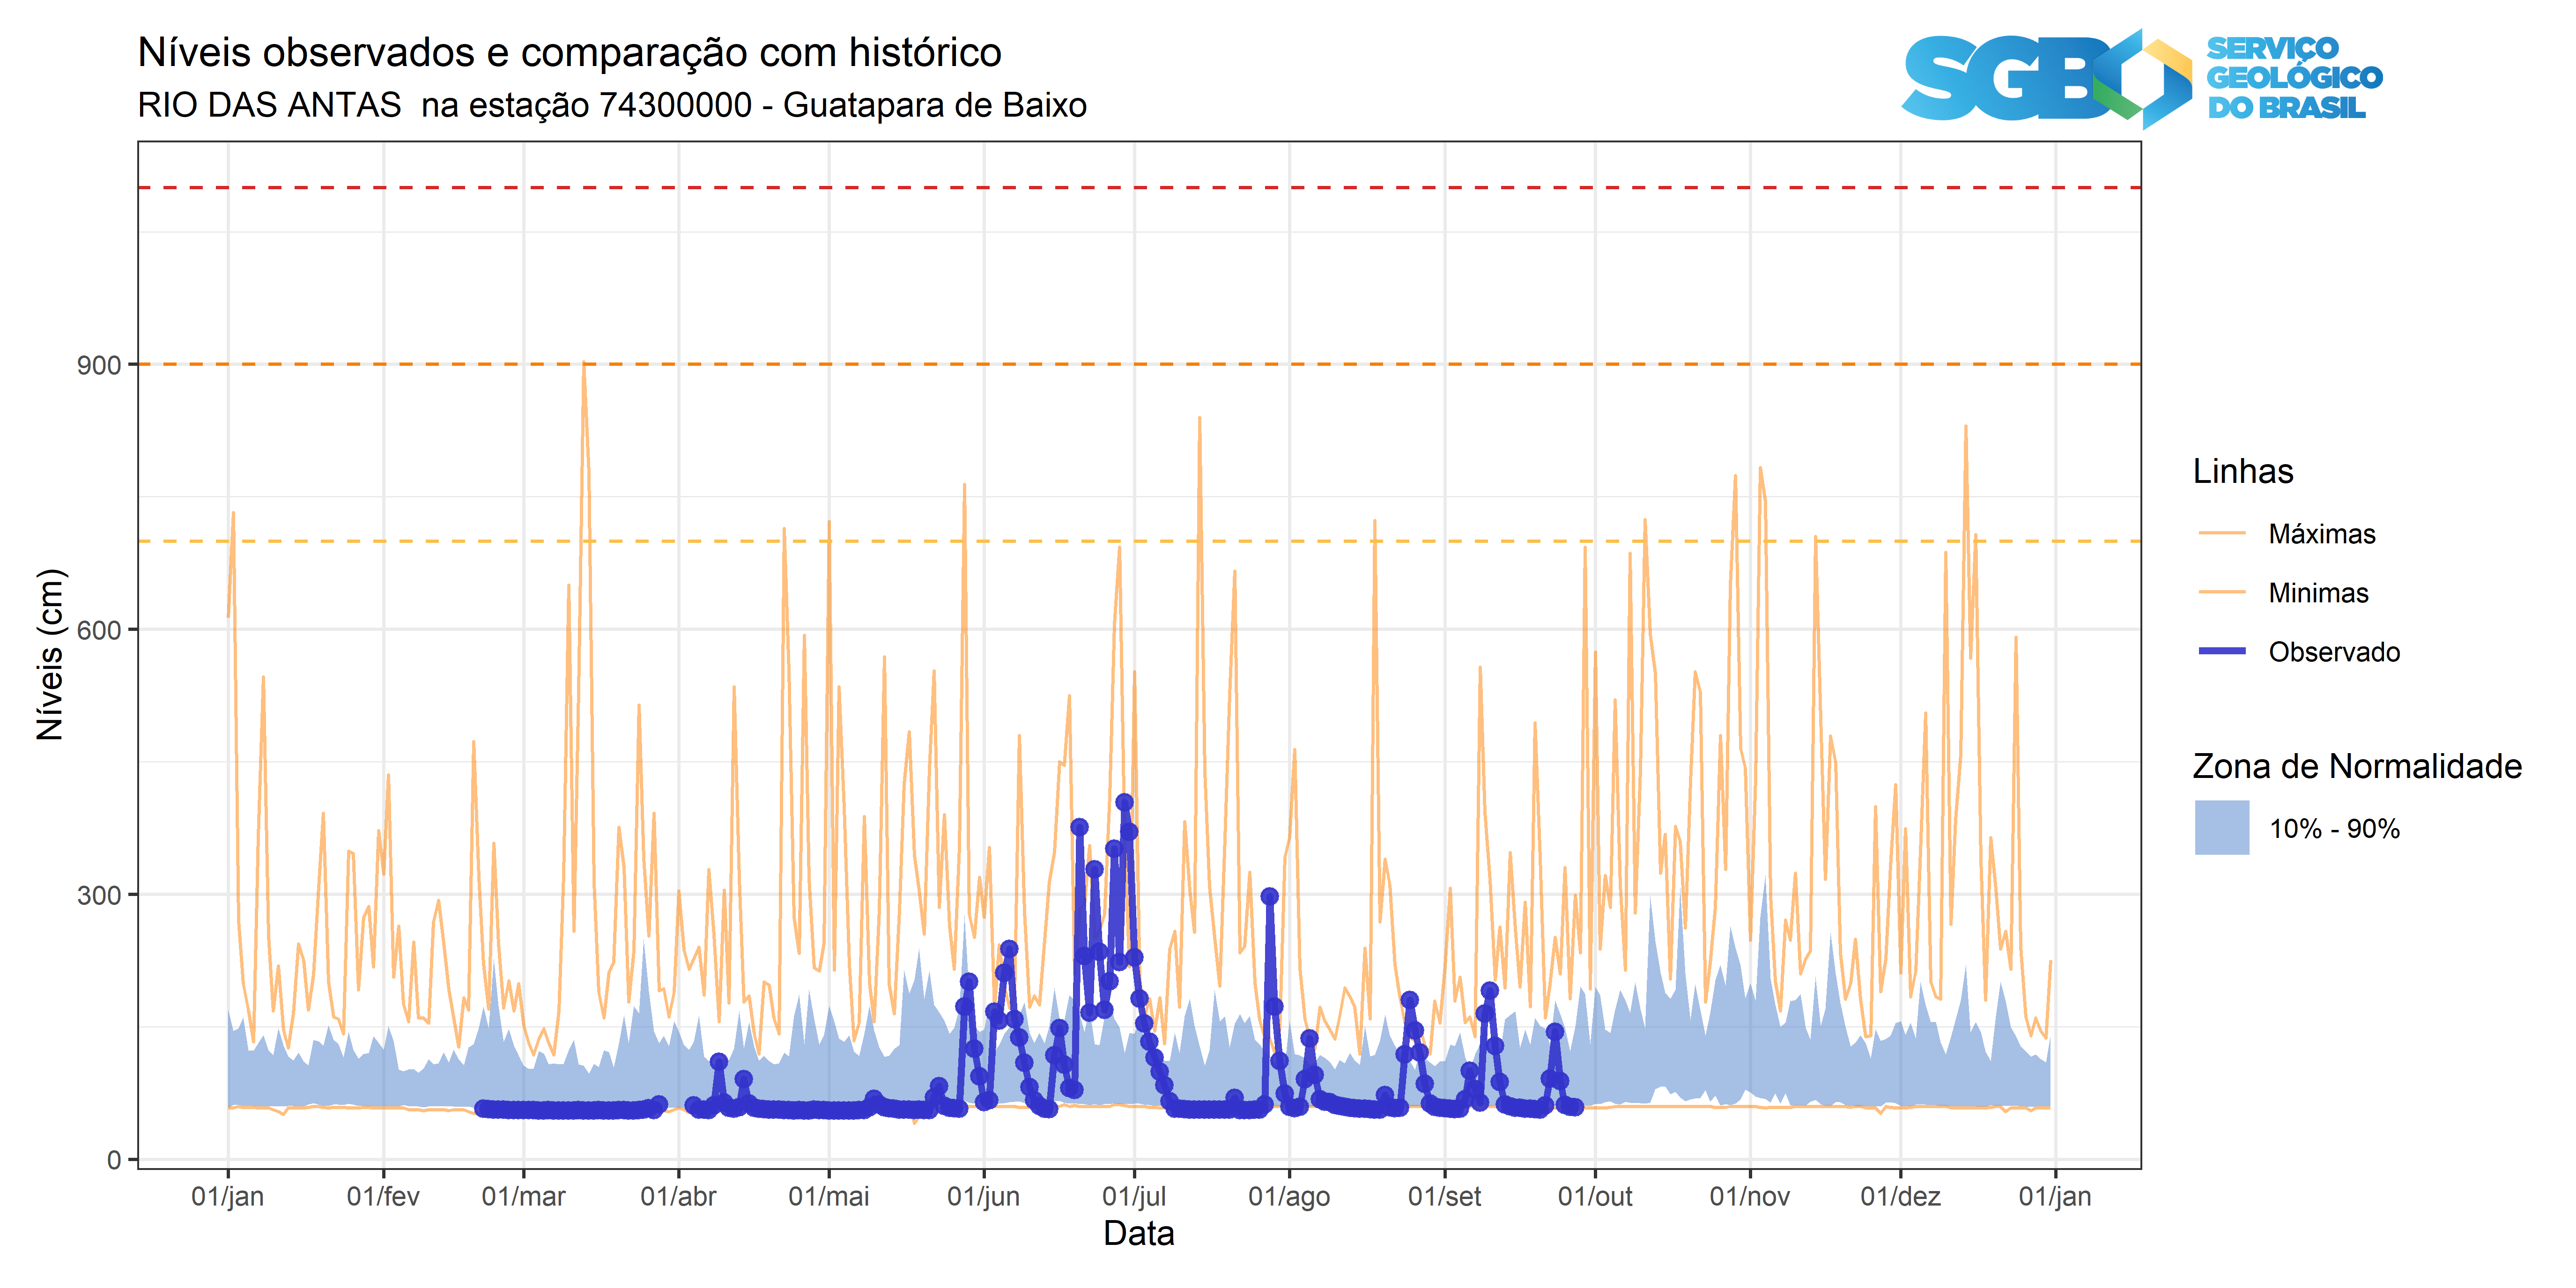 Níveis observados e comparação com histórico
RIO DAS ANTAS  na estação 74300000 - Guatapara de Baixo
SGB
SERVIÇO
GEOLÓGICO
DO BRASIL
Níveis (cm)
900
600
300
0
01/jan
01/fev
01/mar
01/abr
01/mai
01/jun
01/jul
01/ago
01/set
01/out
01/nov
01/dez
01/jan
Data
Linhas
Máximas
Minimas
Observado
Zona de Normalidade
10% - 90%